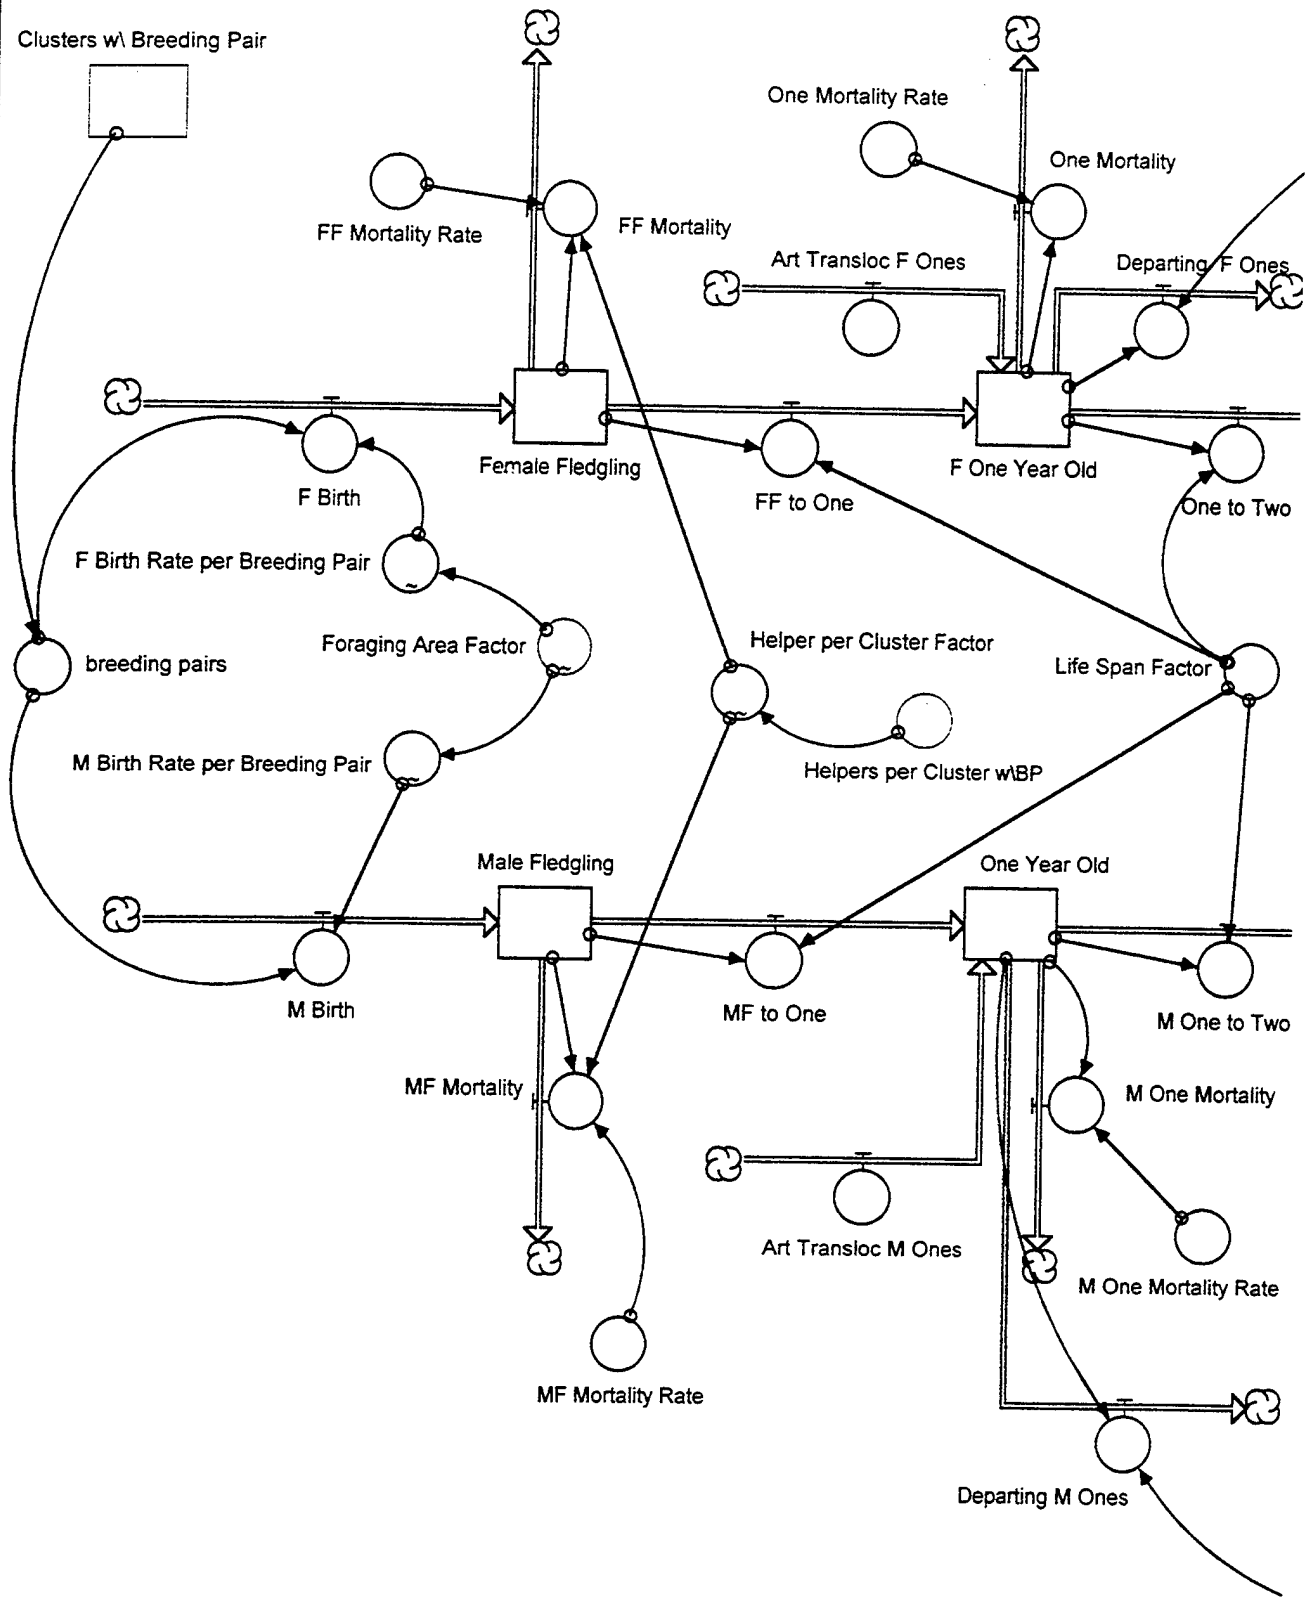 Clusters w\ Breeding Pair
One Mortality Rate
One Mortality
FF Mortality Rate
FF Mortality
Art Transloc F Ones
Departing F Ones
Female Fledgling
F One Year Old
F Birth
FF to One
One to Two
F Birth Rate per Breeding Pair
Foraging Area Factor
Helper per Cluster Factor
breeding pairs
Life Span Factor
M Birth Rate per Breeding Pair
Helpers per Cluster w\BP
Male Fledgling
One Year Old
M Birth
MF to One
M One to Two
MF Mortality
M One Mortality
Art Transloc M Ones
M One Mortality Rate
MF Mortality Rate
Departing M Ones